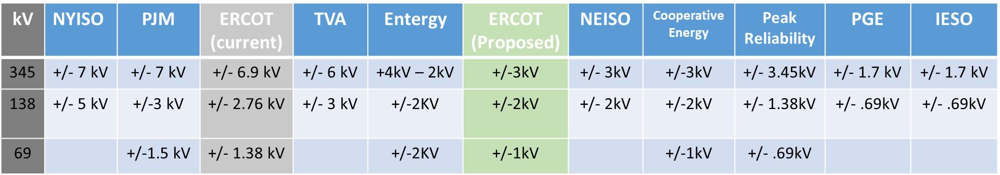 kV NYISO PJM ERCOT (current) TVA Entergy ERCOT (Proposed) NEISO Cooperative Energy Peak Reliability PGE IESO
345 +/- 7 kV +/- 7 kV +/- 6.9 kV +/- 6 kV +4kV – 2kV +/-3kV +/- 3kV +/-3kV +/- 3.45kV +/- 1.7 kV +/- 1.7 kV
138 +/- 5 kV +/-3 kV +/- 2.76 kV +/- 3 kV +/-2KV +/-2kV +/- 2kV +/-2kV +/- 1.38kV +/- .69kV +/- .69kV
69 +/-1.5 kV +/- 1.38 kV +/-2KV +/-1kV +/-1kV +/- .69kV